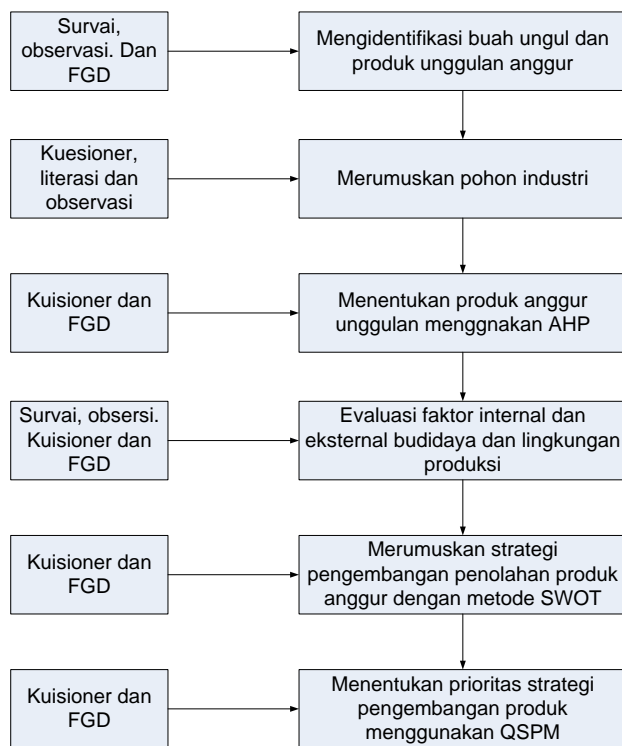 Survai,
observasi. Dan
FGD
Mengidentifikasi buah ungul dan
produk unggulan anggur
Kuesioner,
literasi dan
observasi
Merumuskan pohon industri
Kuisioner dan
FGD
Menentukan produk anggur
unggulan menggnakan AHP
Survai, obsersi.
Kuisioner dan
FGD
Evaluasi faktor internal dan
eksternal budidaya dan lingkungan
produksi
Kuisioner dan
FGD
Merumuskan strategi
pengembangan penolahan produk
anggur dengan metode SWOT
Kuisioner dan
FGD
Menentukan prioritas strategi
pengembangan produk
menggunakan QSPM